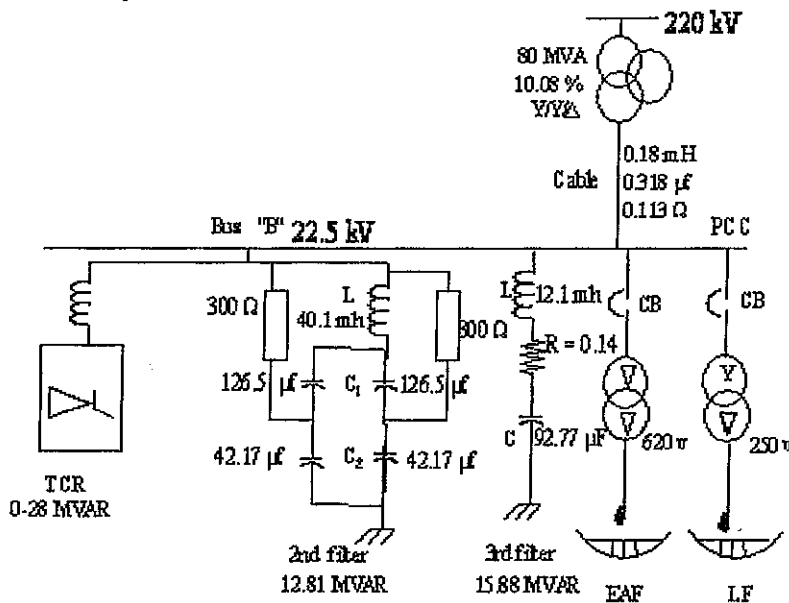 220 kV
80 MVA
10.08 %
Y/Y/Δ
0.18 mH
Cable 0.318 μf
0.113 Ω
Bus "B" 22.5 kV
PCC
300 Ω
L
40.1 mh
300 Ω
L 12.1 mh
R = 0.14
CB
CB
126.5 μf
C₁
126.5 μf
42.17 μf
C₂
42.17 μf
C 92.77 μF
Y
620 v
250 v
TCR
0-28 MVAR
2nd filter
12.81 MVAR
3rd filter
15.88 MVAR
EAF
LF